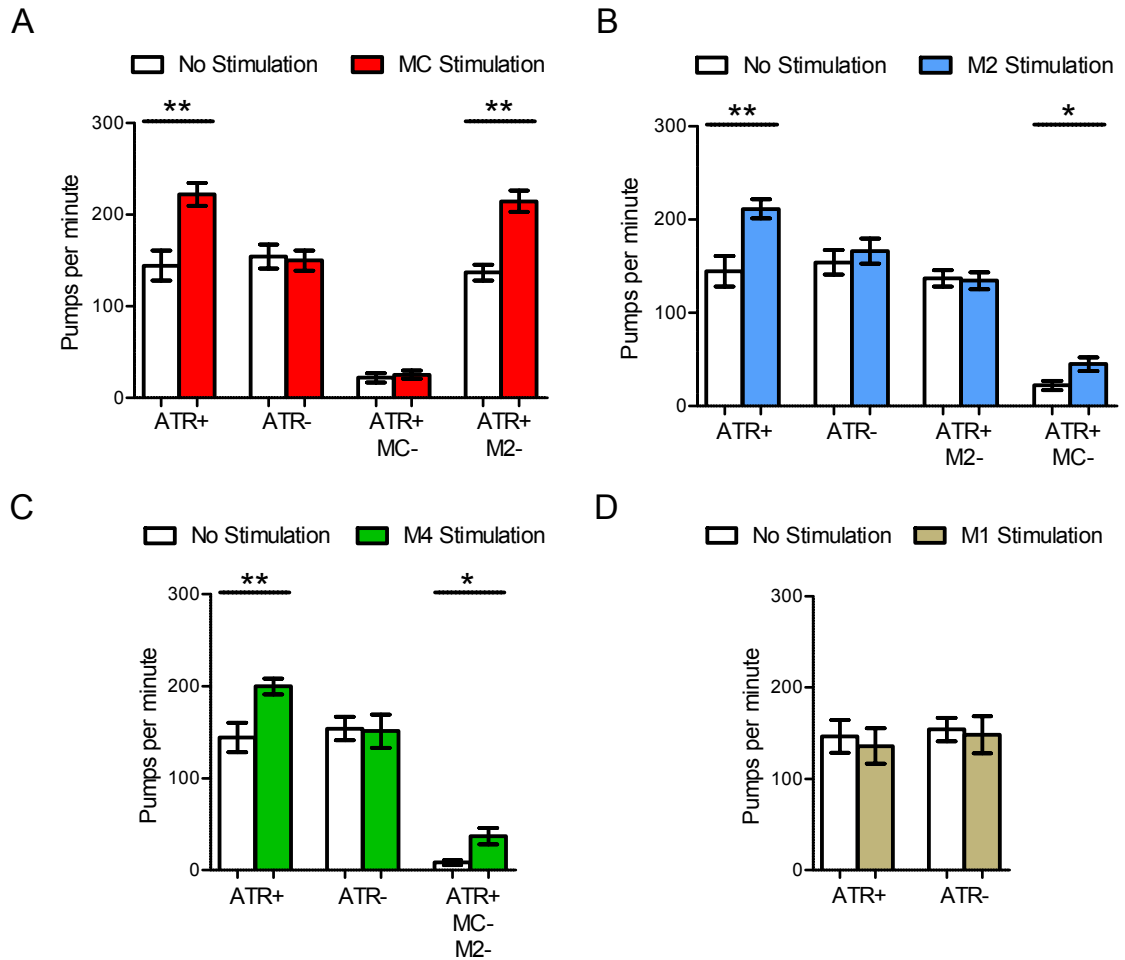 A
No Stimulation MC Stimulation
** **
300
200
100
0
Pumps per minute
ATR+ ATR- ATR+ ATR+
MC- M2-
B
No Stimulation M2 Stimulation
** *
300
200
100
0
Pumps per minute
ATR+ ATR- ATR+ ATR+
M2- MC-
C
No Stimulation M4 Stimulation
** *
300
200
100
0
Pumps per minute
ATR+ ATR- ATR+
MC-
M2-
D
No Stimulation M1 Stimulation
300
200
100
0
Pumps per minute
ATR+ ATR-